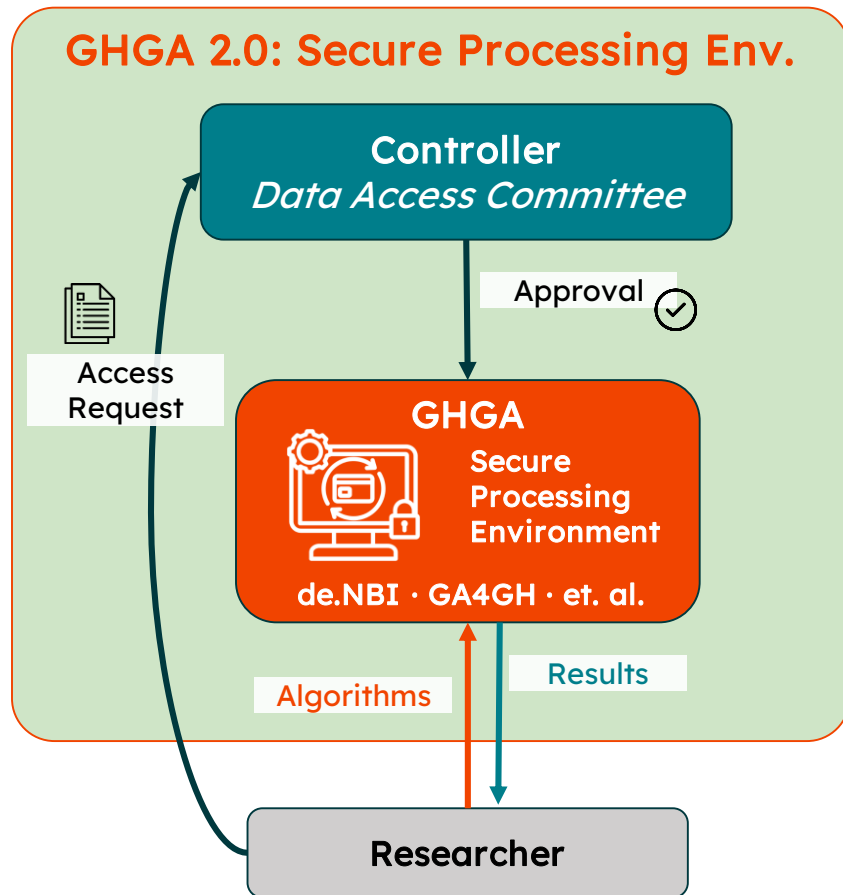 GHGA 2.0: Secure Processing Env.
Controller
Data Access Committee
Approval
Access
Request
GHGA
Secure
Processing
Environment
de.NBI · GA4GH · et. al.
Algorithms
Results
Researcher